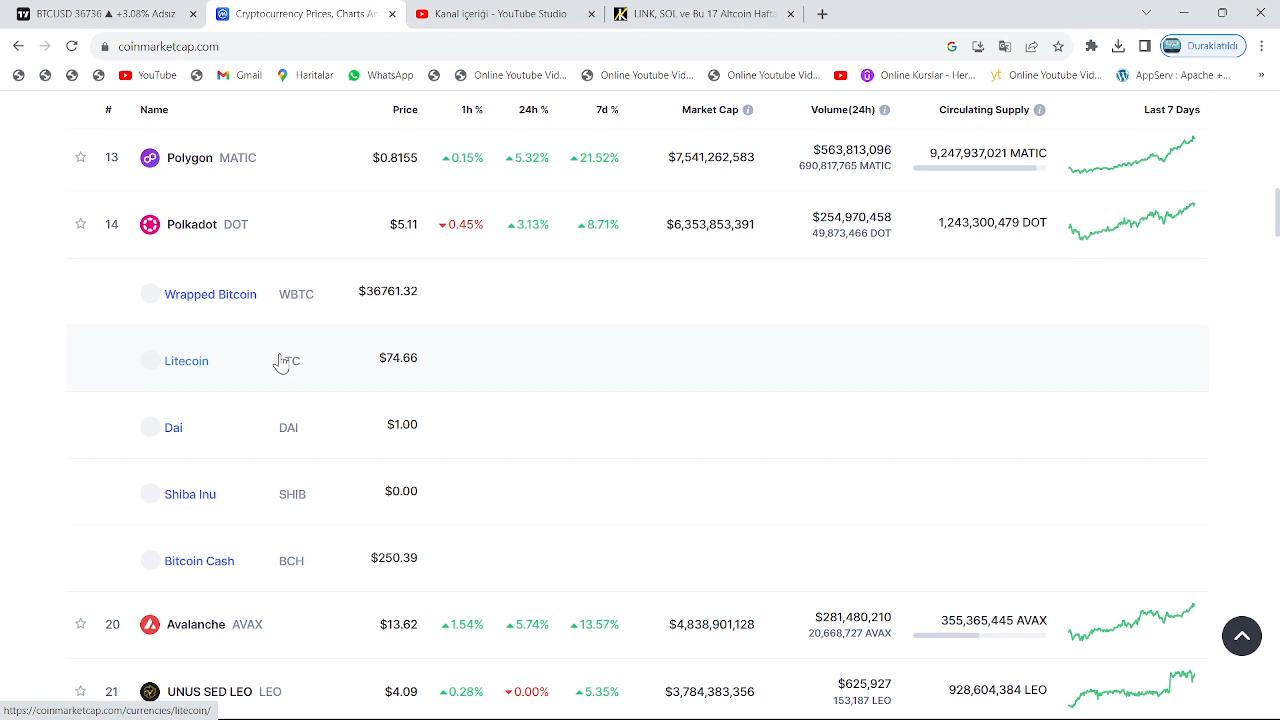 BTCUSD 36736 ▲ +3.08% Adsız
Cryptocurrency Prices, Charts An
Kanal içeriği - YouTube Studio
LINK, SOL ve Bu 17 Altcoin Hafta
coinmarketcap.com
Duraklatıldı
YouTube
Gmail
Haritalar
WhatsApp
Online Youtube Vid...
Online Youtube Vid...
Online Youtube Vid...
Online Kurslar - Her...
Online Youtube Vid...
AppServ : Apache +...
»
# Name Price 1h % 24h % 7d % Market Cap Volume(24h) Circulating Supply Last 7 Days
13 Polygon MATIC $0.8155 ▲0.15% ▲5.32% ▲21.52% $7,541,262,583 $563,813,096 9,247,937,021 MATIC
690,817,765 MATIC
14 Polkadot DOT $5.11 ▼0.45% ▲3.13% ▲8.71% $6,353,853,391 $254,970,458 1,243,300,479 DOT
49,873,466 DOT
Wrapped Bitcoin WBTC $36761.32
Litecoin $74.66
Dai DAI $1.00
Shiba Inu SHIB $0.00
Bitcoin Cash BCH $250.39
20 Avalanche AVAX $13.62 ▲1.54% ▲5.74% ▲13.57% $4,838,901,128 $281,480,210 355,365,445 AVAX
20,668,727 AVAX
21 UNUS SED LEO LEO $4.09 ▲0.28% ▼0.00% ▲5.35% $3,784,383,356 $625,927 928,604,384 LEO
153,187 LEO
https://coinmarketcap.com/currencies/litecoin/